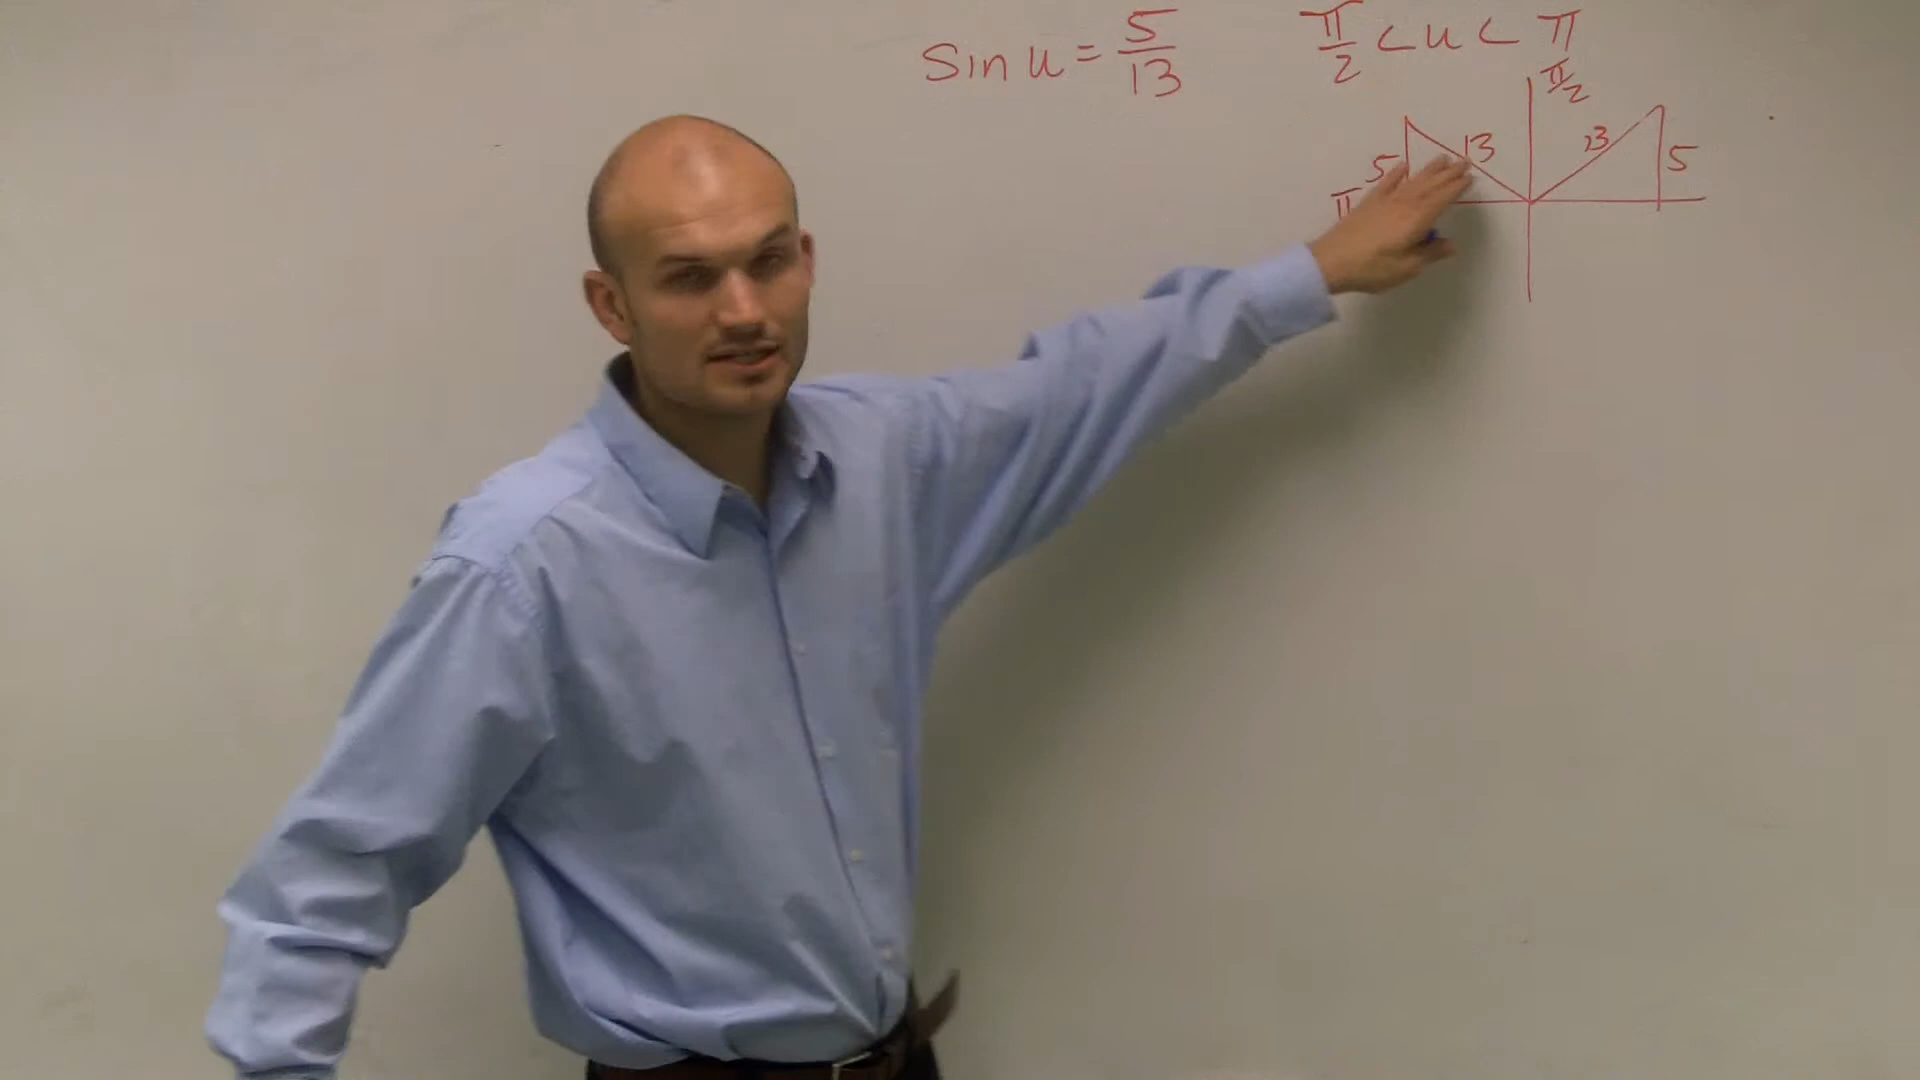 sin u = 5/13
π/2 < u < π
π/2
5 13 13 5
π